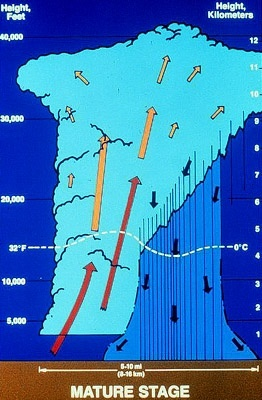 Height, Feet
Height, Kilometers
40,000
12
11
10
30,000
9
8
7
20,000
6
5
32°F
0°C
4
10,000
3
2
5,000
1
5-10 mi
(8-16 km)
MATURE STAGE